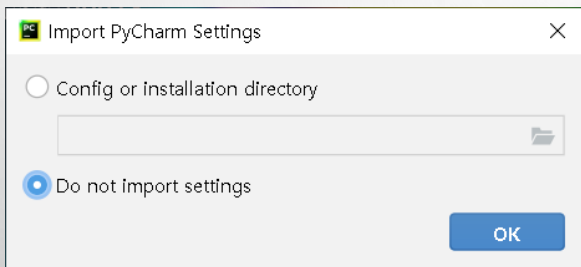 PC
Import PyCharm Settings
Config or installation directory
Do not import settings
OK